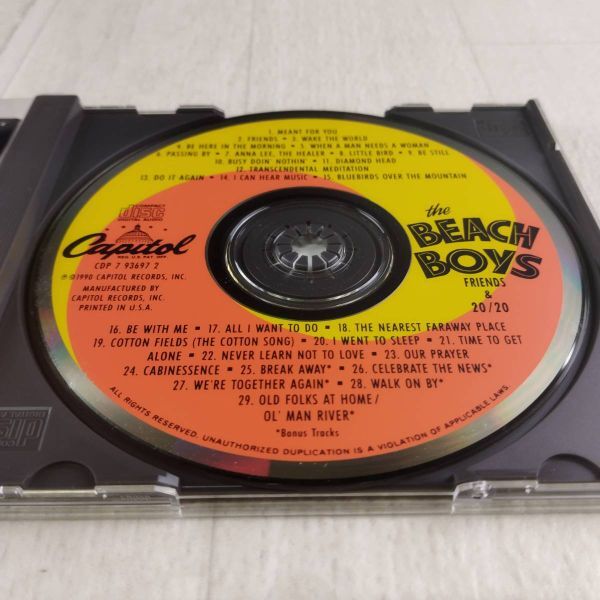 1. MEANT FOR YOU
2. FRIENDS ▪ 3. WAKE THE WORLD
4. BE HERE IN THE MORNING ▪ 5. WHEN A MAN NEEDS A WOMAN
6. PASSING BY ▪ 7. ANNA LEE, THE HEALER ▪ 8. LITTLE BIRD ▪ 9. BE STILL
10. BUSY DOIN' NOTHIN' ▪ 11. DIAMOND HEAD
12. TRANSCENDENTAL MEDITATION
13. DO IT AGAIN ▪ 14. I CAN HEAR MUSIC ▪ 15. BLUEBIRDS OVER THE MOUNTAIN
COMPACT
disc
DIGITAL AUDIO
Capitol
REG. U.S. PAT. OFF.
CDP 7 93697 2
℗©1990 CAPITOL RECORDS, INC.
MANUFACTURED BY
CAPITOL RECORDS, INC.
PRINTED IN U.S.A.
the
BEACH
BOYS
FRIENDS
&
20/20
16. BE WITH ME ▪ 17. ALL I WANT TO DO ▪ 18. THE NEAREST FARAWAY PLACE
19. COTTON FIELDS (THE COTTON SONG) ▪ 20. I WENT TO SLEEP ▪ 21. TIME TO GET
ALONE ▪ 22. NEVER LEARN NOT TO LOVE ▪ 23. OUR PRAYER
24. CABINESSENCE ▪ 25. BREAK AWAY* ▪ 26. CELEBRATE THE NEWS*
27. WE'RE TOGETHER AGAIN* ▪ 28. WALK ON BY*
29. OLD FOLKS AT HOME/
OL' MAN RIVER*
*Bonus Tracks
ALL RIGHTS RESERVED. UNAUTHORIZED DUPLICATION IS A VIOLATION OF APPLICABLE LAWS.